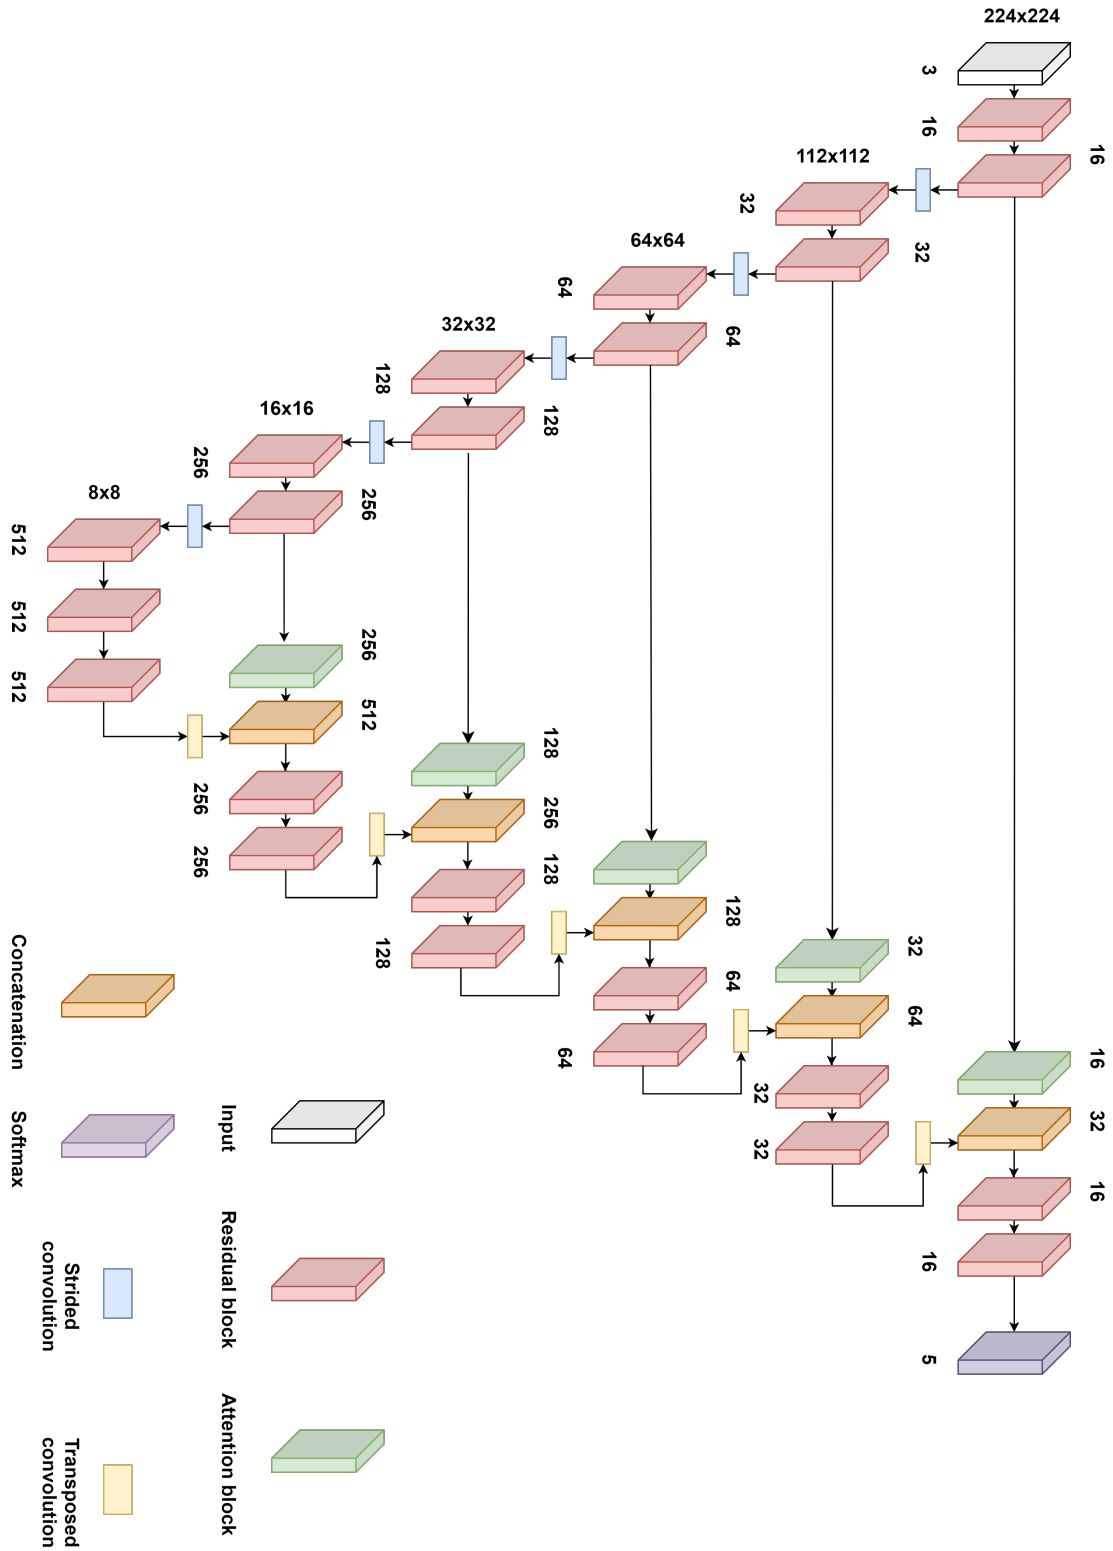 224x224
3
16
16
112x112
32
32
64x64
64
64
32x32
128
128
16x16
256
256
8x8
512
512
512
256
512
256
256
128
256
128
128
128
64
64
32
64
32
32
16
32
16
16
5
Concatenation
Softmax
Strided
convolution
Transposed
convolution
Input
Residual block
Attention block